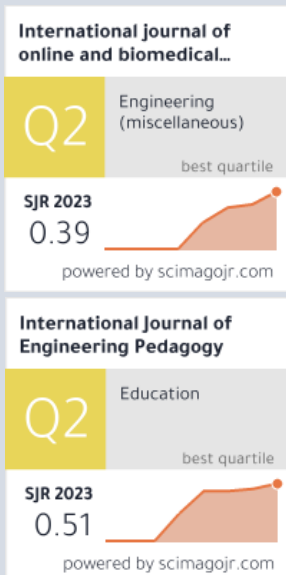 International journal of
online and biomedical...
Q2
Engineering
(miscellaneous)
best quartile
SJR 2023
0.39
powered by scimagojr.com
International Journal of
Engineering Pedagogy
Q2
Education
best quartile
SJR 2023
0.51
powered by scimagojr.com